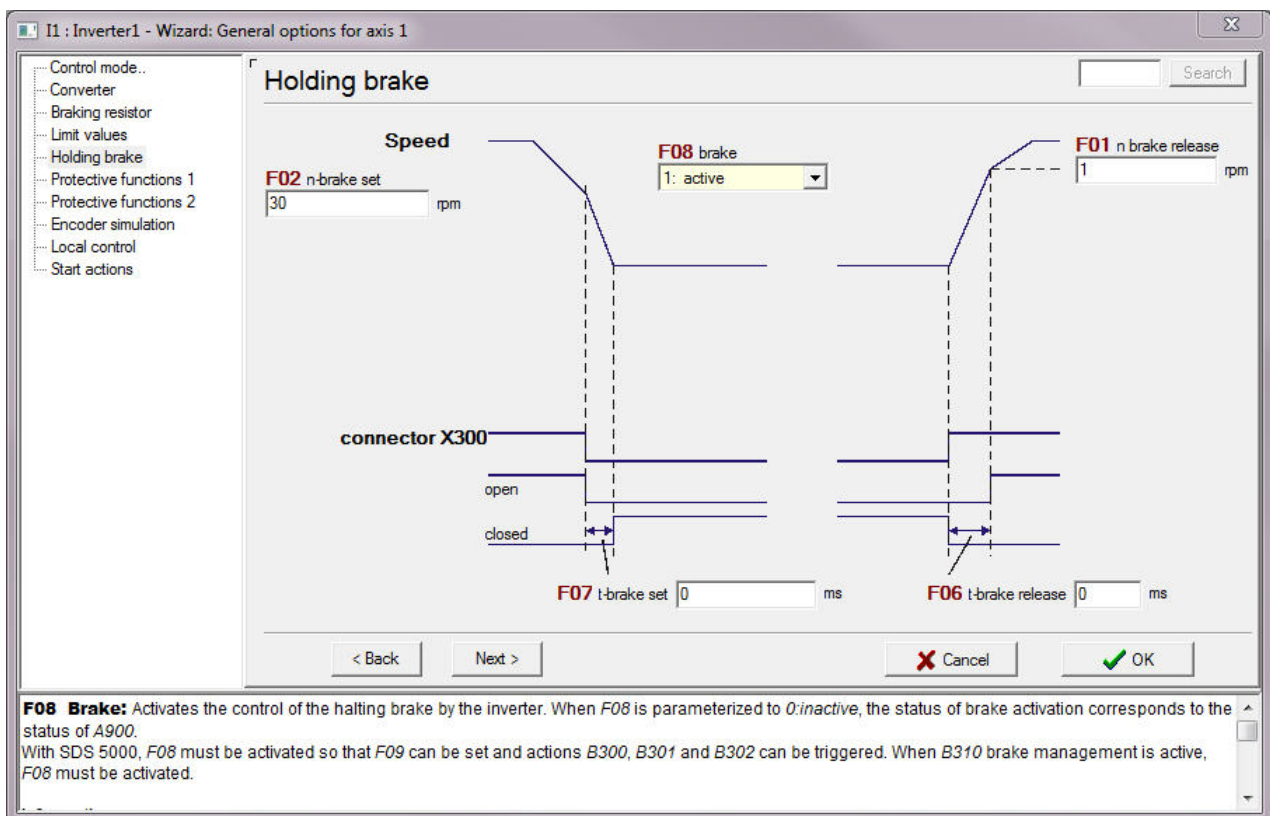 I1 : Inverter1 - Wizard: General options for axis 1
Control mode..
Converter
Braking resistor
Limit values
Holding brake
Protective functions 1
Protective functions 2
Encoder simulation
Local control
Start actions
Holding brake
Search
Speed
F08 brake
1: active
F01 n brake release
1 rpm
F02 n-brake set
30 rpm
connector X300
open
closed
F07 t-brake set 0 ms
F06 t-brake release 0 ms
< Back
Next >
Cancel
OK
F08 Brake: Activates the control of the halting brake by the inverter. When F08 is parameterized to 0:inactive, the status of brake activation corresponds to the
status of A900.
With SDS 5000, F08 must be activated so that F09 can be set and actions B300, B301 and B302 can be triggered. When B310 brake management is active,
F08 must be activated.